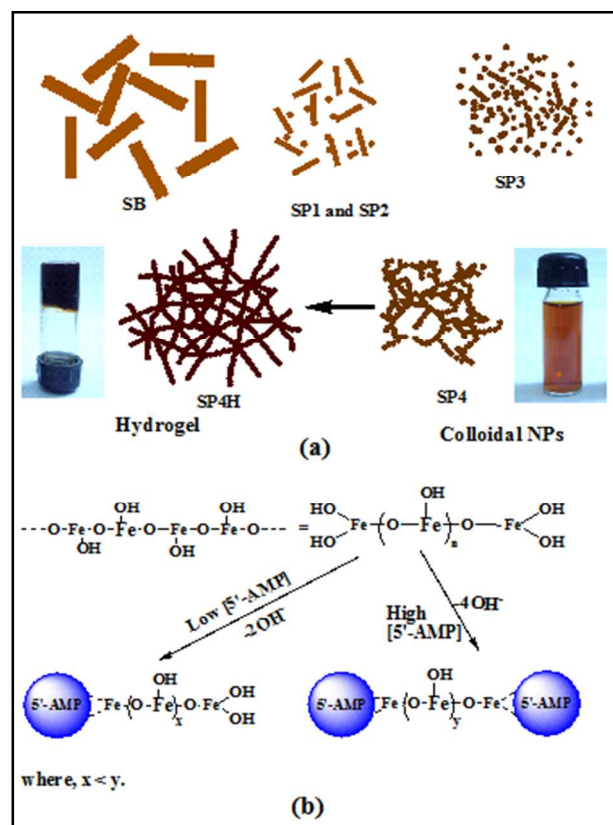 SB
SP1 and SP2
SP3
SP4H
SP4
Hydrogel
Colloidal NPs
(a)
OH OH
---O-Fe-O-Fe-O-Fe-O-Fe-O---
OH OH
=
HO OH OH
Fe-(O-Fe)n-O-Fe
HO OH
Low [5'-AMP]
-2OH-
High
[5'-AMP]
-4OH-
OH OH
5'-AMP Fe-(O-Fe)x-O-Fe
OH
OH
5'-AMP Fe-(O-Fe)y-O-Fe 5'-AMP
where, x < y.
(b)